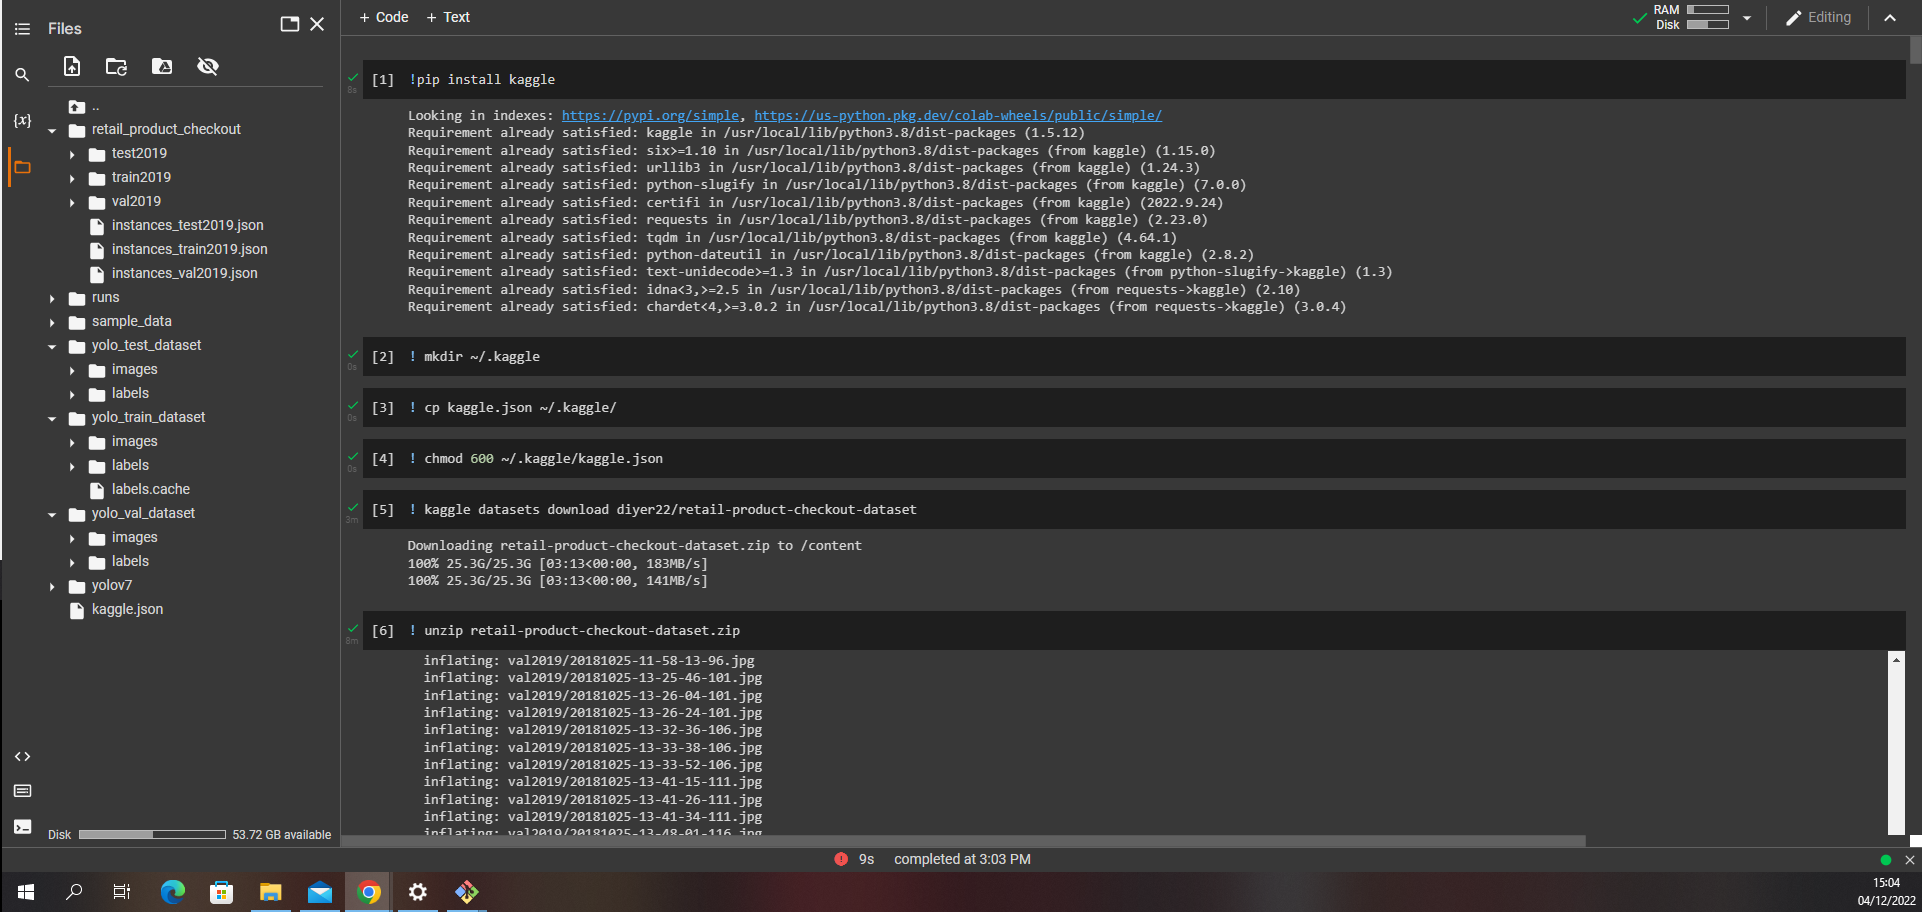 Files
+ Code + Text
RAM
Disk
Editing
{x}
..
retail_product_checkout
test2019
train2019
val2019
instances_test2019.json
instances_train2019.json
instances_val2019.json
runs
sample_data
yolo_test_dataset
images
labels
yolo_train_dataset
images
labels
labels.cache
yolo_val_dataset
images
labels
yolov7
kaggle.json
Disk 53.72 GB available
[1] !pip install kaggle
8s
Looking in indexes: https://pypi.org/simple, https://us-python.pkg.dev/colab-wheels/public/simple/
Requirement already satisfied: kaggle in /usr/local/lib/python3.8/dist-packages (1.5.12)
Requirement already satisfied: six>=1.10 in /usr/local/lib/python3.8/dist-packages (from kaggle) (1.15.0)
Requirement already satisfied: urllib3 in /usr/local/lib/python3.8/dist-packages (from kaggle) (1.24.3)
Requirement already satisfied: python-slugify in /usr/local/lib/python3.8/dist-packages (from kaggle) (7.0.0)
Requirement already satisfied: certifi in /usr/local/lib/python3.8/dist-packages (from kaggle) (2022.9.24)
Requirement already satisfied: requests in /usr/local/lib/python3.8/dist-packages (from kaggle) (2.23.0)
Requirement already satisfied: tqdm in /usr/local/lib/python3.8/dist-packages (from kaggle) (4.64.1)
Requirement already satisfied: python-dateutil in /usr/local/lib/python3.8/dist-packages (from kaggle) (2.8.2)
Requirement already satisfied: text-unidecode>=1.3 in /usr/local/lib/python3.8/dist-packages (from python-slugify->kaggle) (1.3)
Requirement already satisfied: idna<3,>=2.5 in /usr/local/lib/python3.8/dist-packages (from requests->kaggle) (2.10)
Requirement already satisfied: chardet<4,>=3.0.2 in /usr/local/lib/python3.8/dist-packages (from requests->kaggle) (3.0.4)
[2] ! mkdir ~/.kaggle
0s
[3] ! cp kaggle.json ~/.kaggle/
0s
[4] ! chmod 600 ~/.kaggle/kaggle.json
0s
[5] ! kaggle datasets download diyer22/retail-product-checkout-dataset
3m
Downloading retail-product-checkout-dataset.zip to /content
100% 25.3G/25.3G [03:13<00:00, 183MB/s]
100% 25.3G/25.3G [03:13<00:00, 141MB/s]
[6] ! unzip retail-product-checkout-dataset.zip
8m
inflating: val2019/20181025-11-58-13-96.jpg
inflating: val2019/20181025-13-25-46-101.jpg
inflating: val2019/20181025-13-26-04-101.jpg
inflating: val2019/20181025-13-26-24-101.jpg
inflating: val2019/20181025-13-32-36-106.jpg
inflating: val2019/20181025-13-33-38-106.jpg
inflating: val2019/20181025-13-33-52-106.jpg
inflating: val2019/20181025-13-41-15-111.jpg
inflating: val2019/20181025-13-41-26-111.jpg
inflating: val2019/20181025-13-41-34-111.jpg
inflating: val2019/20181025-13-48-01-116.jpg
9s completed at 3:03 PM
15:04
04/12/2022